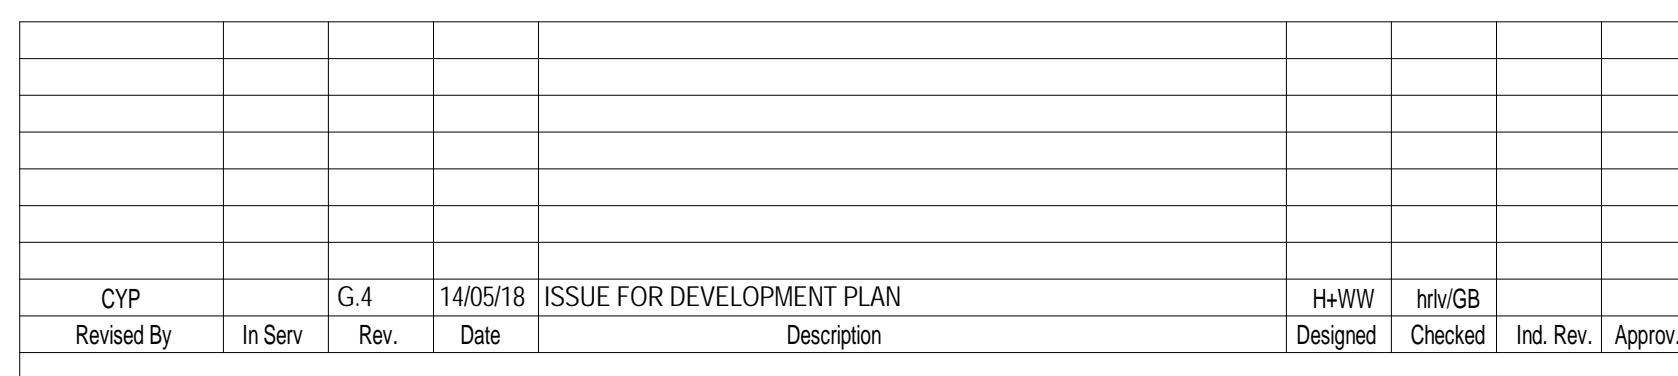 CYP G.4 14/05/18 ISSUE FOR DEVELOPMENT PLAN H+WW hrlv/GB
Revised By In Serv Rev. Date Description Designed Checked Ind. Rev. Approv.